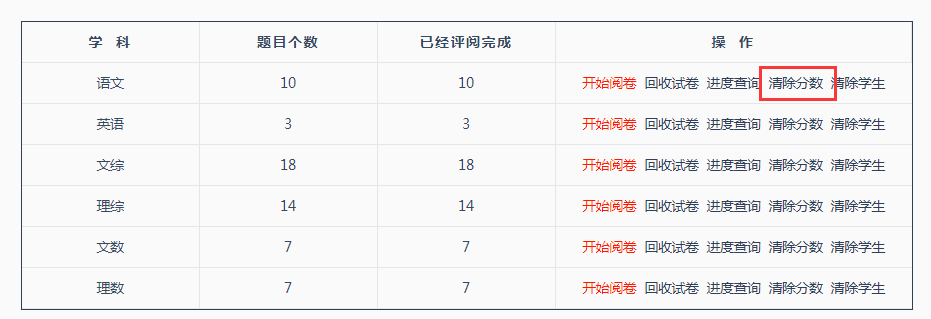 学 科 题目个数 已经评阅完成 操 作
语文 10 10 开始阅卷 回收试卷 进度查询 清除分数 清除学生
英语 3 3 开始阅卷 回收试卷 进度查询 清除分数 清除学生
文综 18 18 开始阅卷 回收试卷 进度查询 清除分数 清除学生
理综 14 14 开始阅卷 回收试卷 进度查询 清除分数 清除学生
文数 7 7 开始阅卷 回收试卷 进度查询 清除分数 清除学生
理数 7 7 开始阅卷 回收试卷 进度查询 清除分数 清除学生